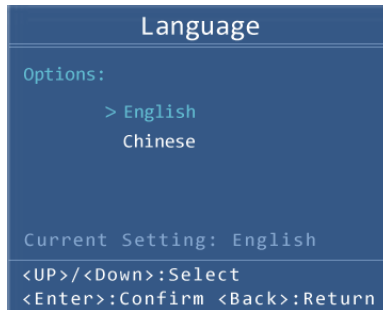 Language
Options:
> English
Chinese
Current Setting: English
<UP>/<Down>:Select
<Enter>:Confirm <Back>:Return